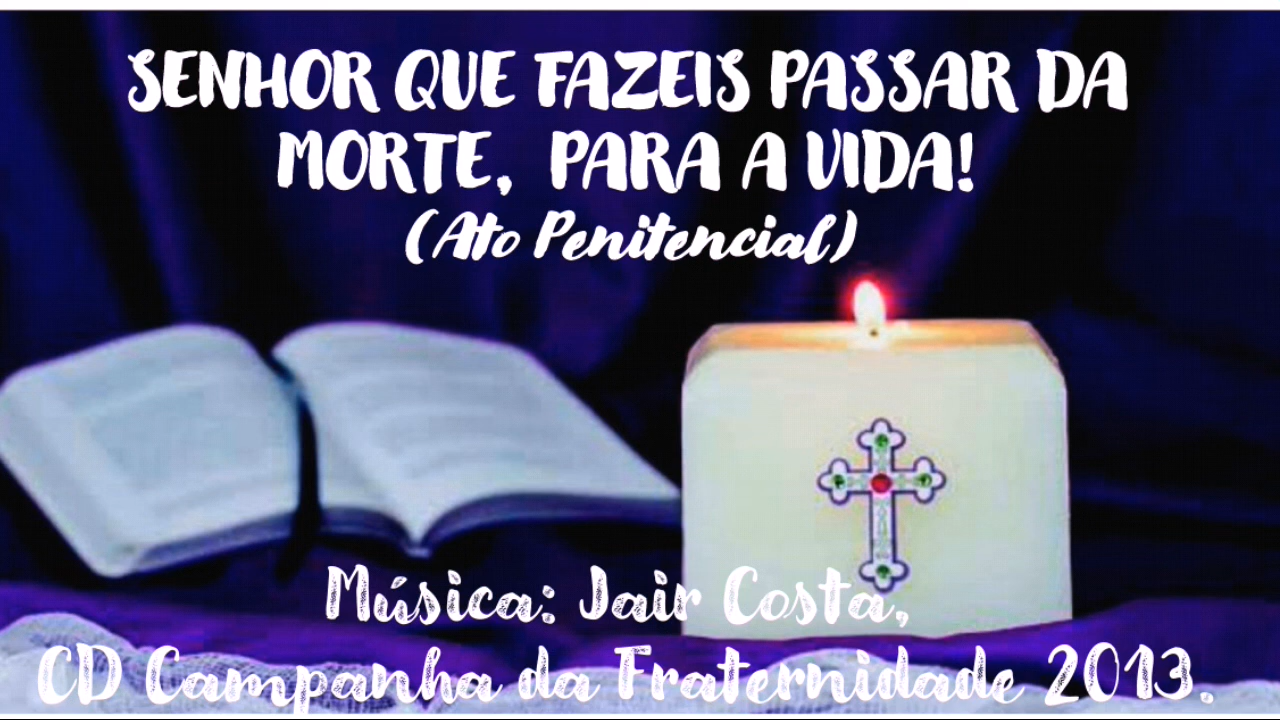 SENHOR QUE FAZEIS PASSAR DA
MORTE, PARA A VIDA!
(Ato Penitencial)
Música: Jair Costa,
CD Campanha da Fraternidade 2013.